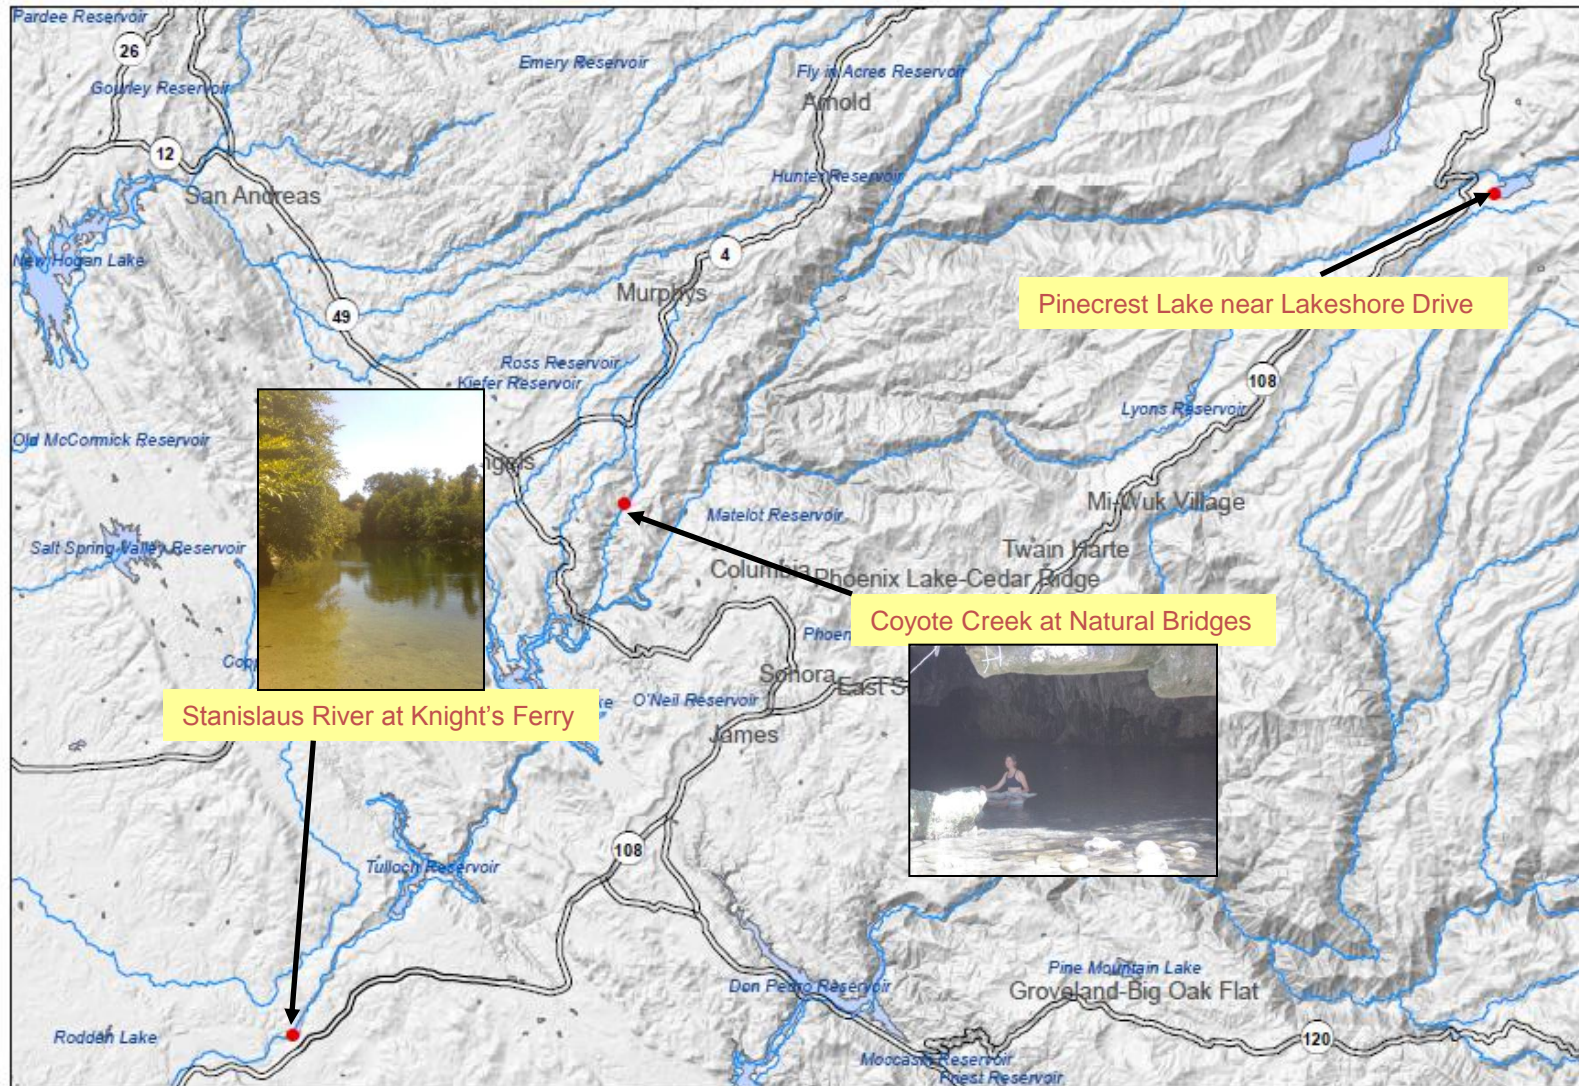 Pardee Reservoir
26
Emery Reservoir
Fly in Acres Reservoir
Gourley Reservoir
Arnold
12
San Andreas
Hunter Reservoir
4
New Hogan Lake
Murphys
Pinecrest Lake near Lakeshore Drive
49
Ross Reservoir
Kiefer Reservoir
108
Lyons Reservoir
Old McCormick Reservoir
Mi-Wuk Village
Matelot Reservoir
Salt Spring Valley Reservoir
Twain Harte
Columbia
Phoenix Lake-Cedar Ridge
Coyote Creek at Natural Bridges
Sonora
O'Neil Reservoir
Stanislaus River at Knight's Ferry
James
108
Tulloch Reservoir
Pine Mountain Lake
Don Pedro Reservoir
Groveland-Big Oak Flat
Rodden Lake
120
Moccasin Reservoir
Priest Reservoir